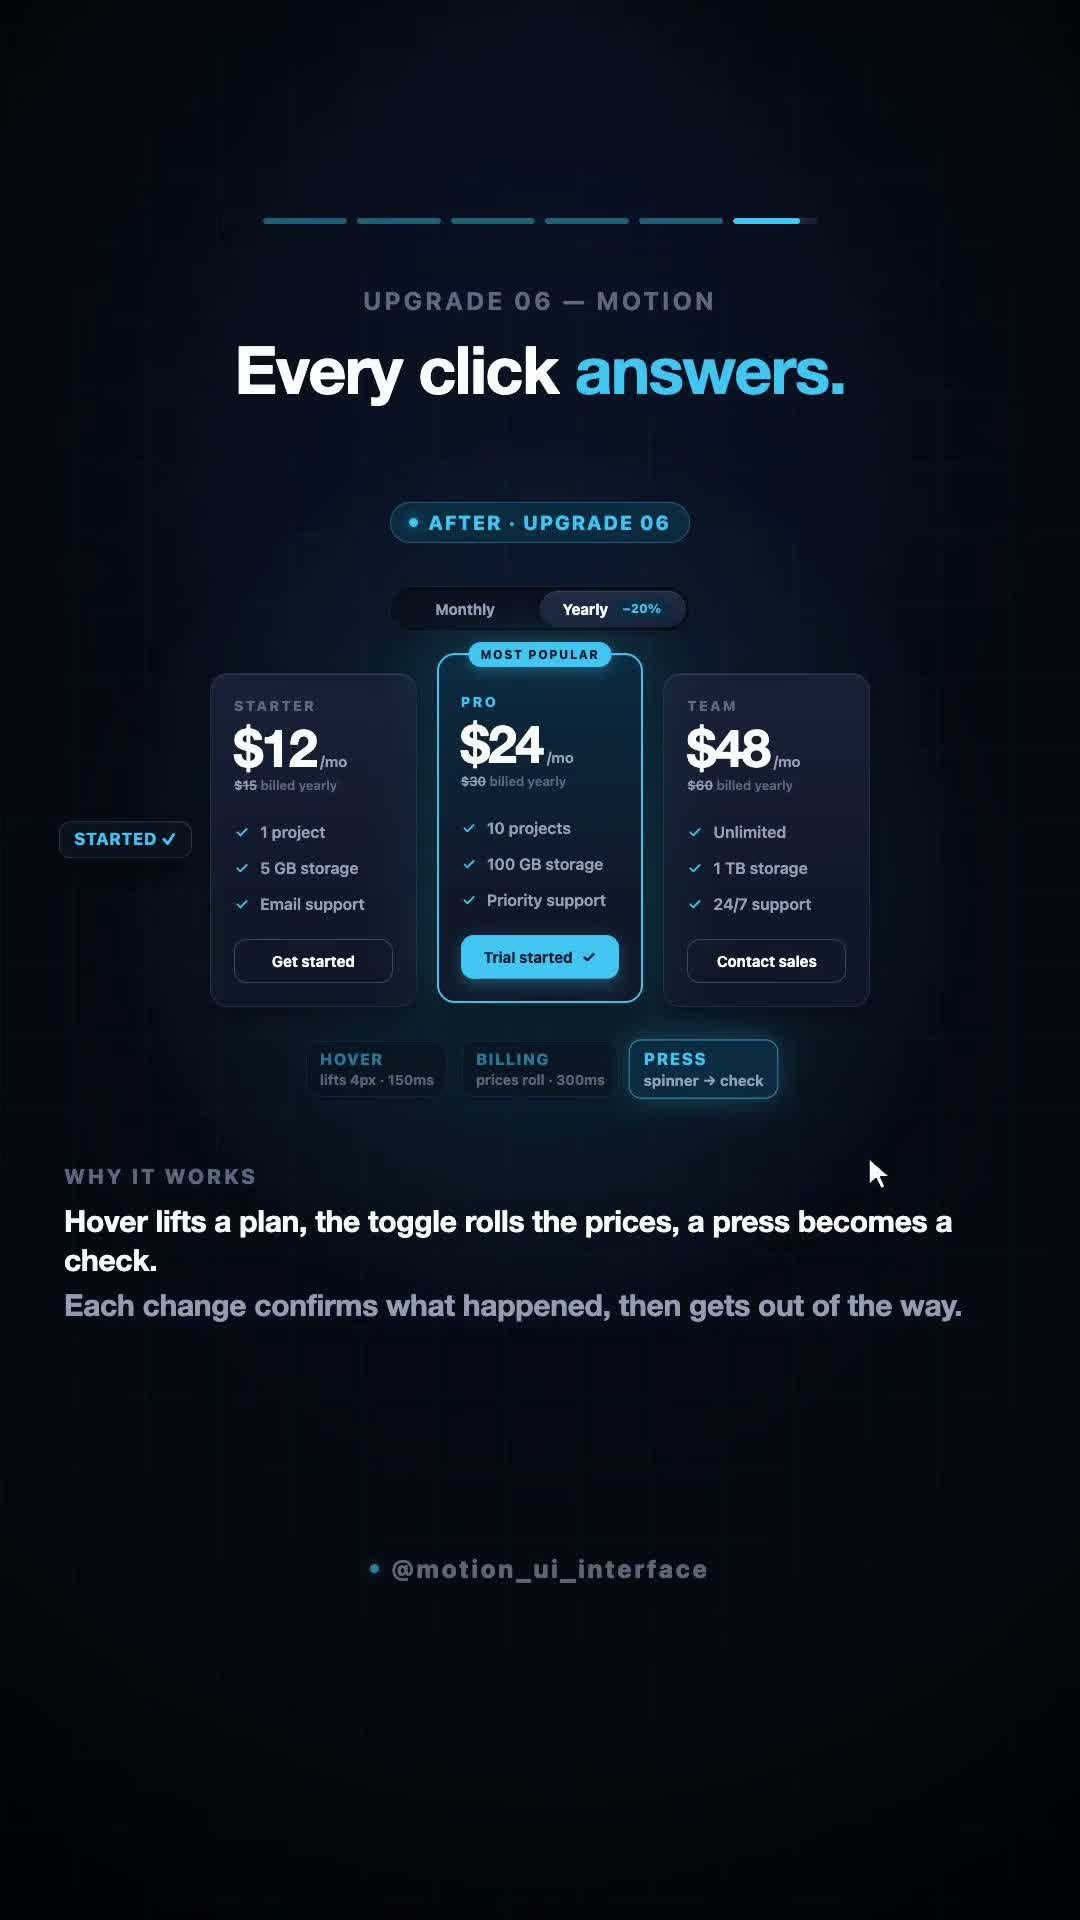 UPGRADE 06 — MOTION
Every click answers.
AFTER · UPGRADE 06
Monthly
Yearly −20%
STARTER
$12/mo
$15 billed yearly
1 project
5 GB storage
Email support
Get started
MOST POPULAR
PRO
$24/mo
$30 billed yearly
10 projects
100 GB storage
Priority support
Trial started ✓
TEAM
$48/mo
$60 billed yearly
Unlimited
1 TB storage
24/7 support
Contact sales
STARTED ✓
HOVER
lifts 4px · 150ms
BILLING
prices roll · 300ms
PRESS
spinner → check
WHY IT WORKS
Hover lifts a plan, the toggle rolls the prices, a press becomes a
check.
Each change confirms what happened, then gets out of the way.
@motion_ui_interface